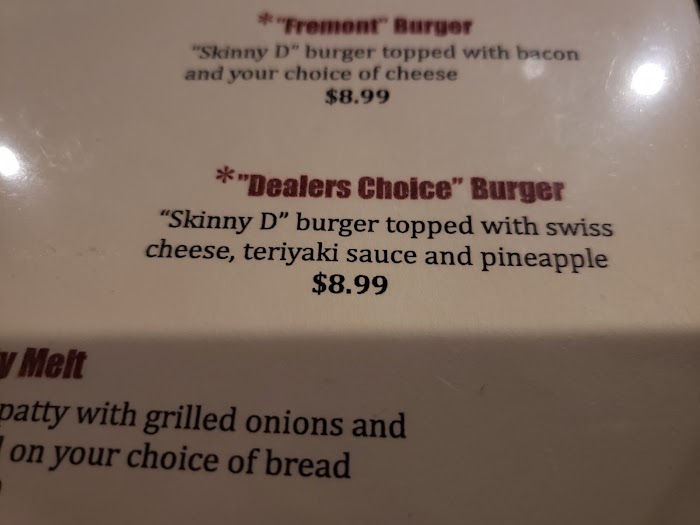 *"Fremont" Burger
"Skinny D" burger topped with bacon
and your choice of cheese
$8.99
*"Dealers Choice" Burger
"Skinny D" burger topped with swiss
cheese, teriyaki sauce and pineapple
$8.99
y Melt
patty with grilled onions and
on your choice of bread